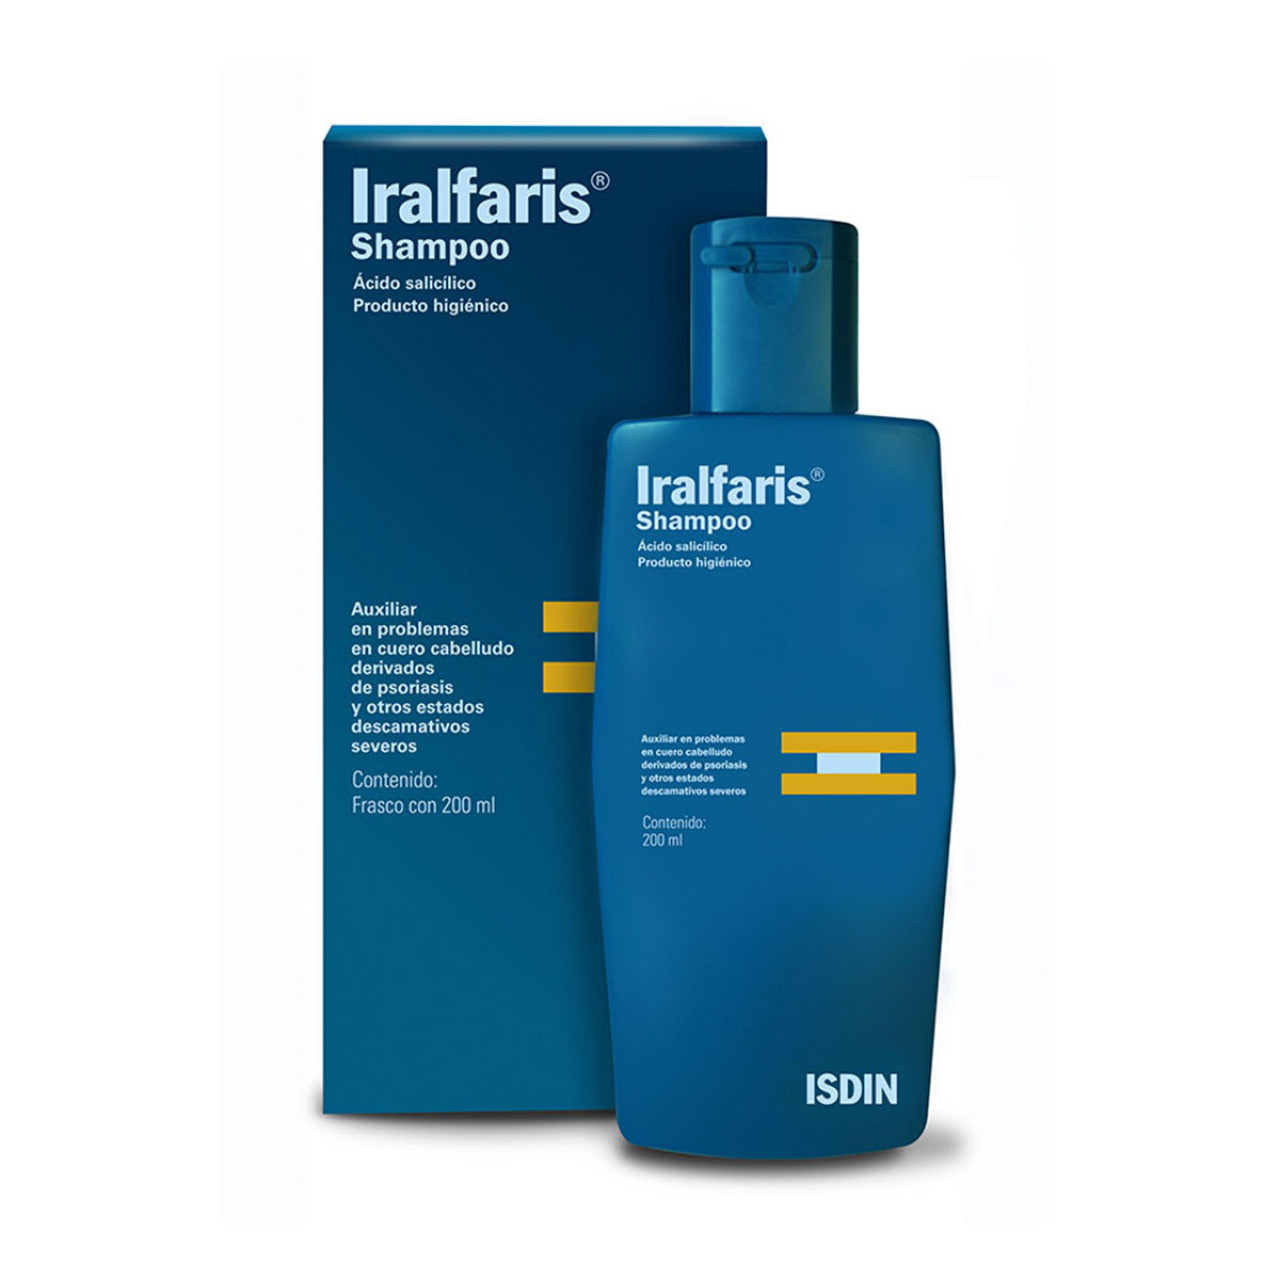 Iralfaris®
Shampoo
Ácido salicílico
Producto higiénico
Auxiliar
en problemas
en cuero cabelludo
derivados
de psoriasis
y otros estados
descamativos
severos
Contenido:
Frasco con 200 ml
Iralfaris®
Shampoo
Ácido salicílico
Producto higiénico
Auxiliar en problemas
en cuero cabelludo
derivados de psoriasis
y otros estados
descamativos severos
Contenido:
200 ml
ISDIN